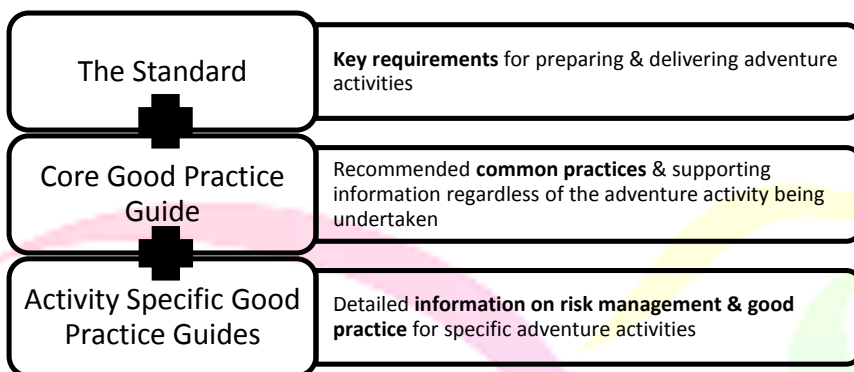 The Standard
Key requirements for preparing & delivering adventure
activities
Core Good Practice
Guide
Recommended common practices & supporting
information regardless of the adventure activity being
undertaken
Activity Specific Good
Practice Guides
Detailed information on risk management & good
practice for specific adventure activities